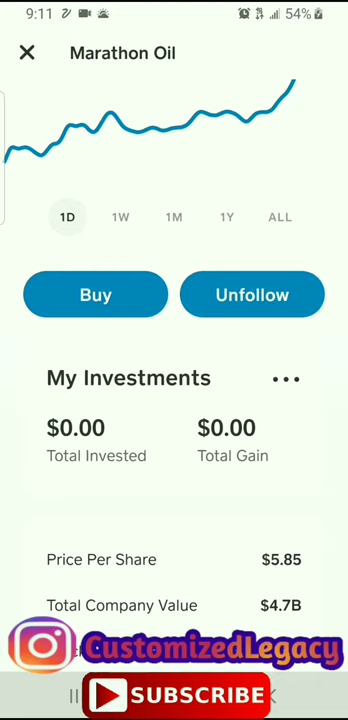 9:11 54%
Marathon Oil
1D 1W 1M 1Y ALL
Buy Unfollow
My Investments
$0.00 $0.00
Total Invested Total Gain
Price Per Share $5.85
Total Company Value $4.7B
CustomizedLegacy
SUBSCRIBE